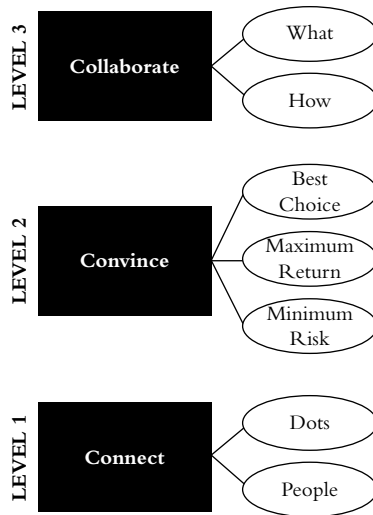 LEVEL 3
Collaborate
What
How
LEVEL 2
Convince
Best
Choice
Maximum
Return
Minimum
Risk
LEVEL 1
Connect
Dots
People